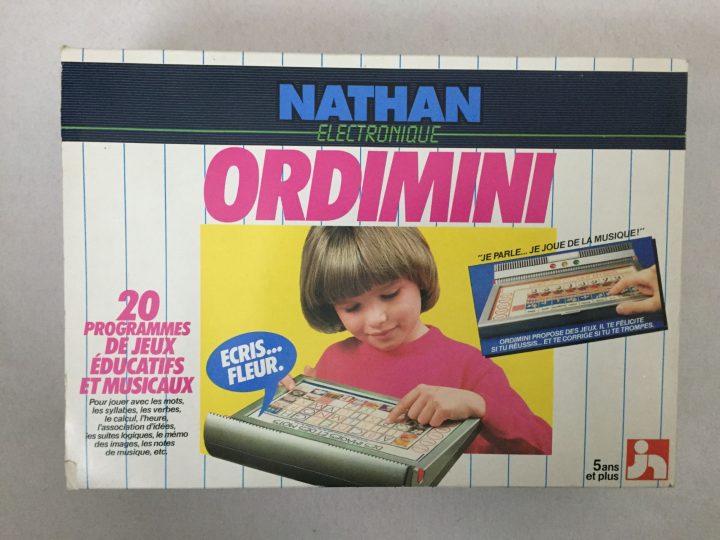 NATHAN
ELECTRONIQUE
ORDIMINI
"JE PARLE... JE JOUE DE LA MUSIQUE!"
ORDIMINI PROPOSE DES JEUX. IL TE FÉLICITE
SI TU RÉUSSIS... ET TE CORRIGE SI TU TE TROMPES.
20
PROGRAMMES
DE JEUX
ÉDUCATIFS
ET MUSICAUX
Pour jouer avec les mots,
les syllabes, les verbes,
le calcul, l'heure,
l'association d'idées,
les suites logiques, le mémo
des images, les notes
de musique, etc.
ECRIS...
FLEUR.
5 ans
et plus